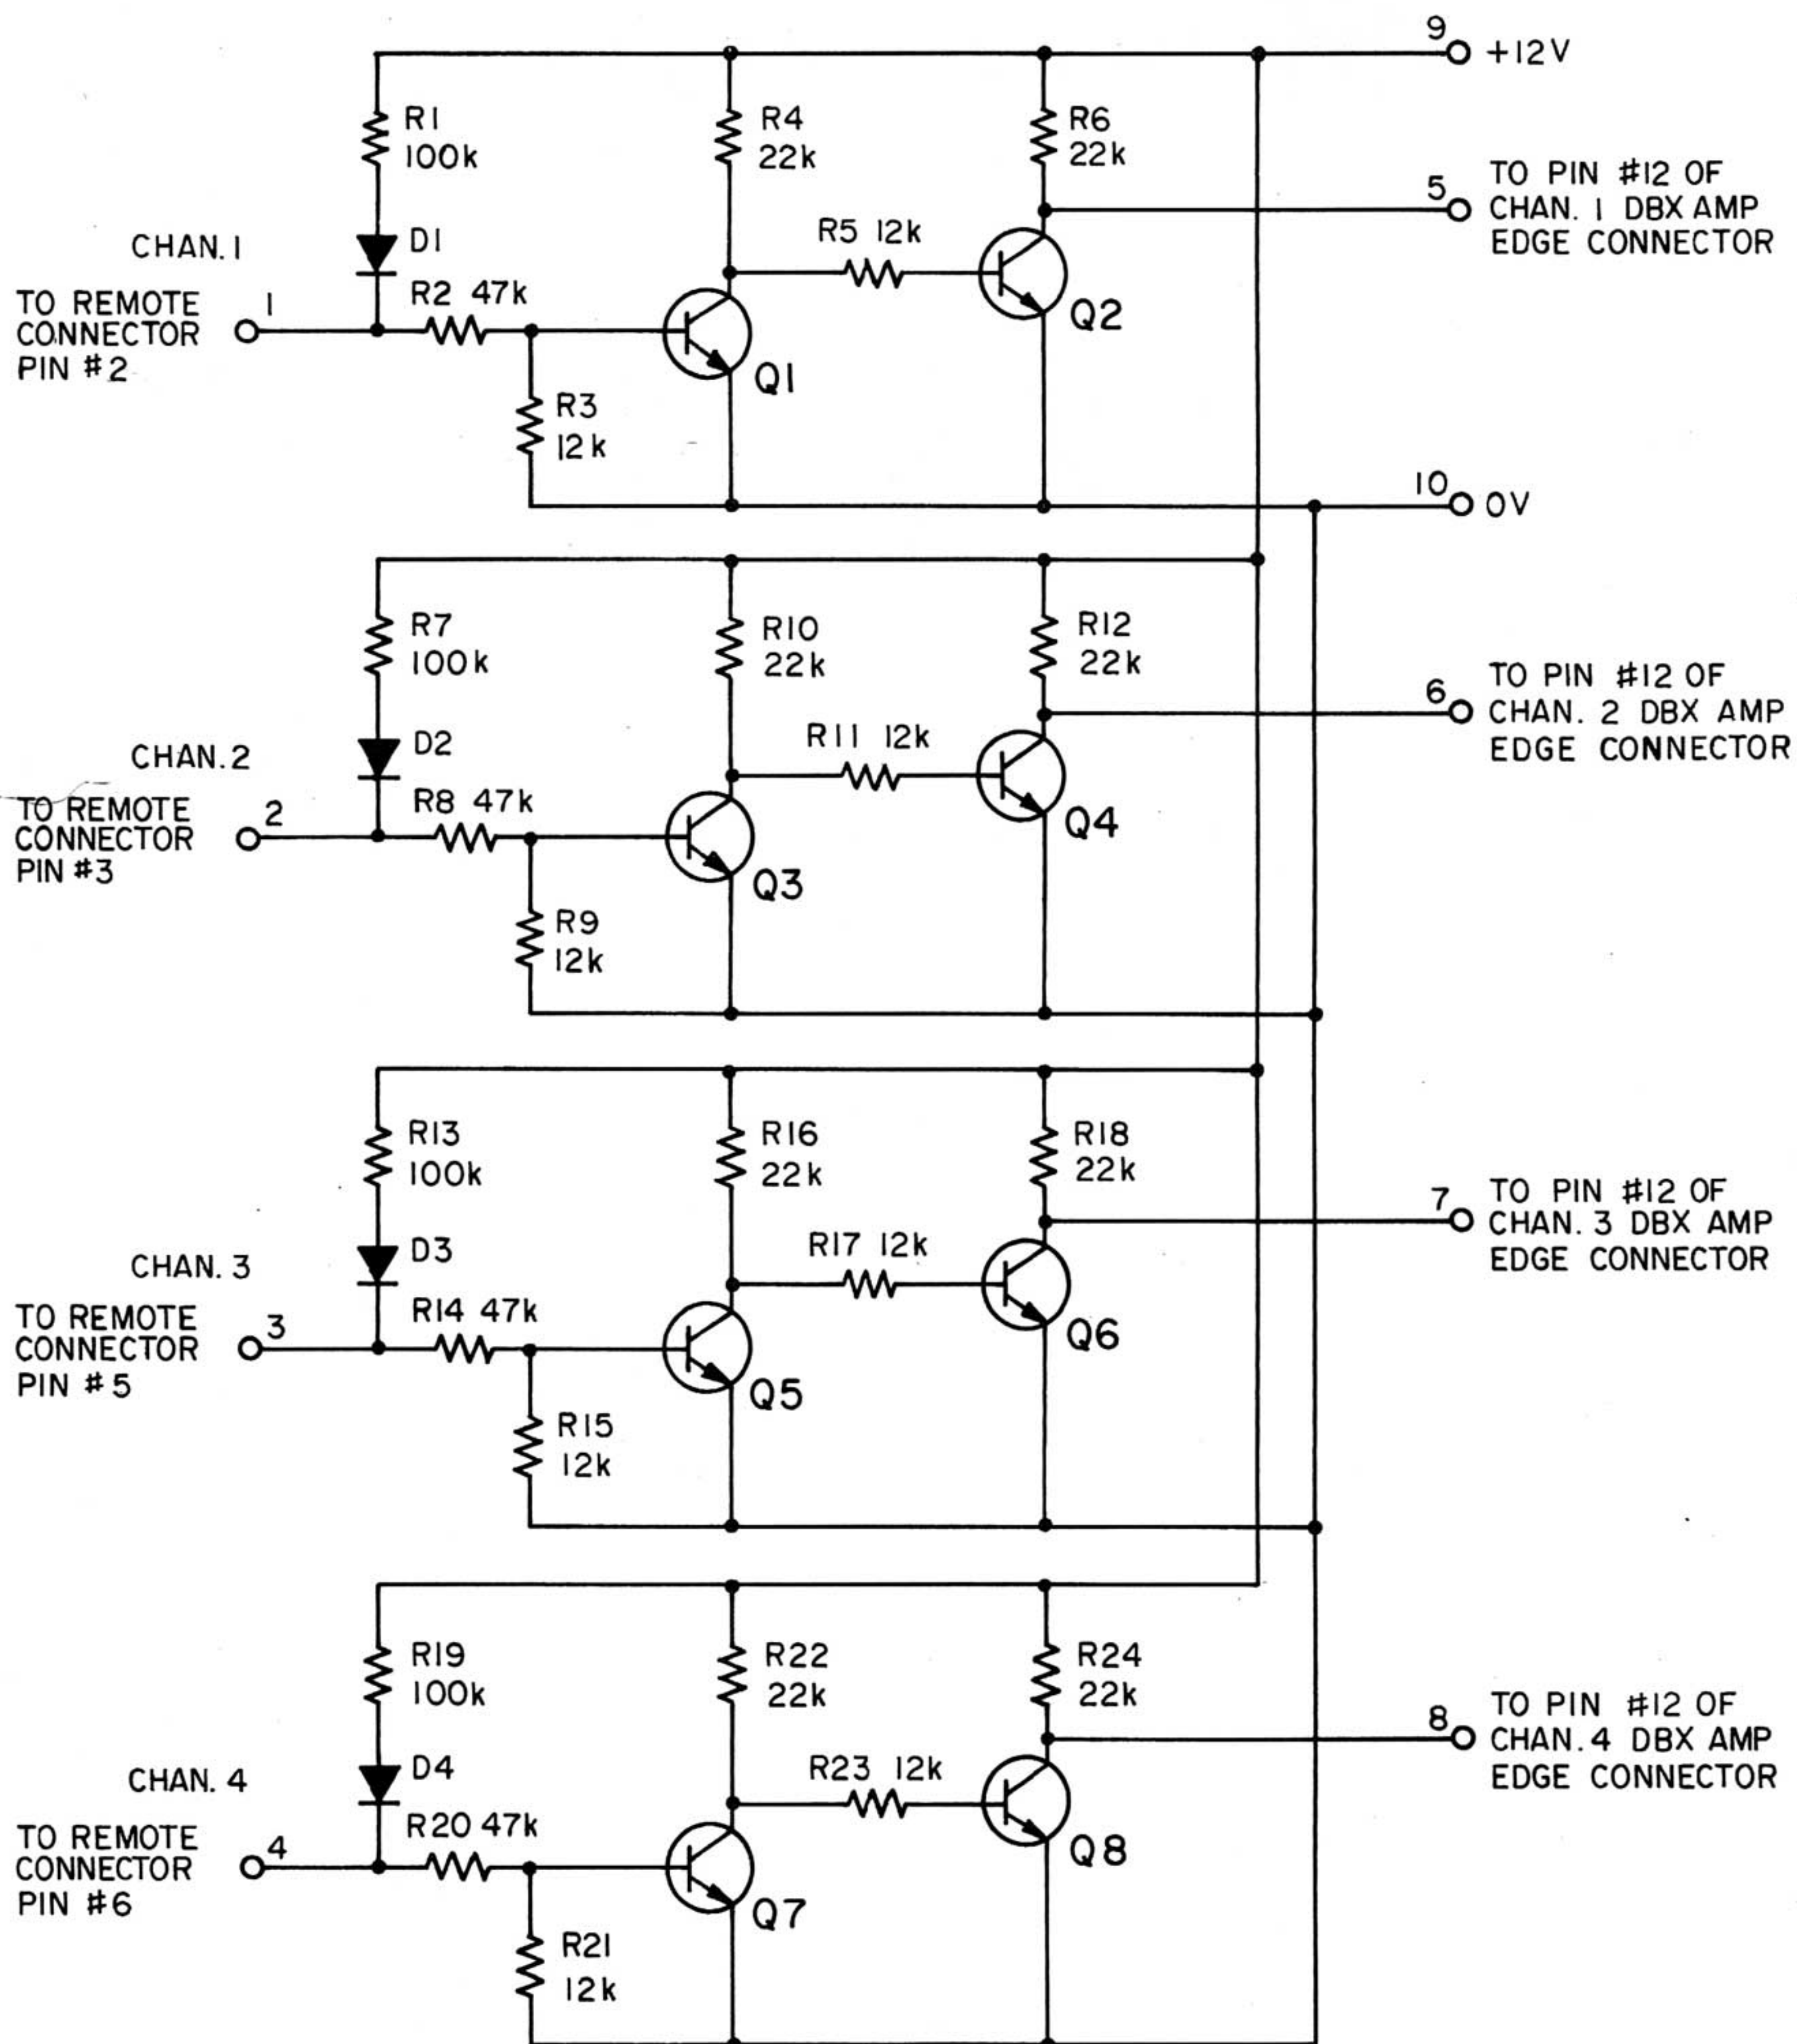 9
+12V
R1
100k
R4
22k
R6
22k
TO PIN #12 OF
5
CHAN. 1 DBX AMP
EDGE CONNECTOR
CHAN.1
D1
R5 12k
TO REMOTE
CONNECTOR
PIN #2
1
R2 47k
Q2
Q1
R3
12k
10
0V
R7
100k
R10
22k
R12
22k
TO PIN #12 OF
6
CHAN. 2 DBX AMP
EDGE CONNECTOR
CHAN.2
D2
R11 12k
TO REMOTE
CONNECTOR
PIN #3
2
R8 47k
Q4
Q3
R9
12k
R13
100k
R16
22k
R18
22k
TO PIN #12 OF
7
CHAN. 3 DBX AMP
EDGE CONNECTOR
CHAN. 3
D3
R17 12k
TO REMOTE
CONNECTOR
PIN #5
3
R14 47k
Q6
Q5
R15
12k
R19
100k
R22
22k
R24
22k
TO PIN #12 OF
8
CHAN.4 DBX AMP
EDGE CONNECTOR
CHAN. 4
D4
R23 12k
TO REMOTE
CONNECTOR
PIN #6
4
R20 47k
Q8
Q7
R21
12k